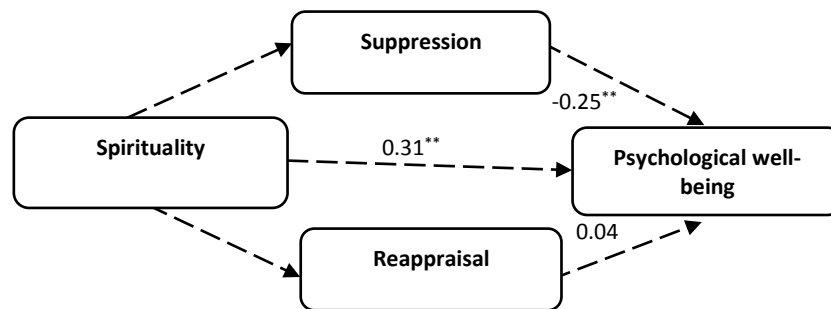 Suppression
-0.25**
Spirituality
0.31**
Psychological well-
being
0.04
Reappraisal